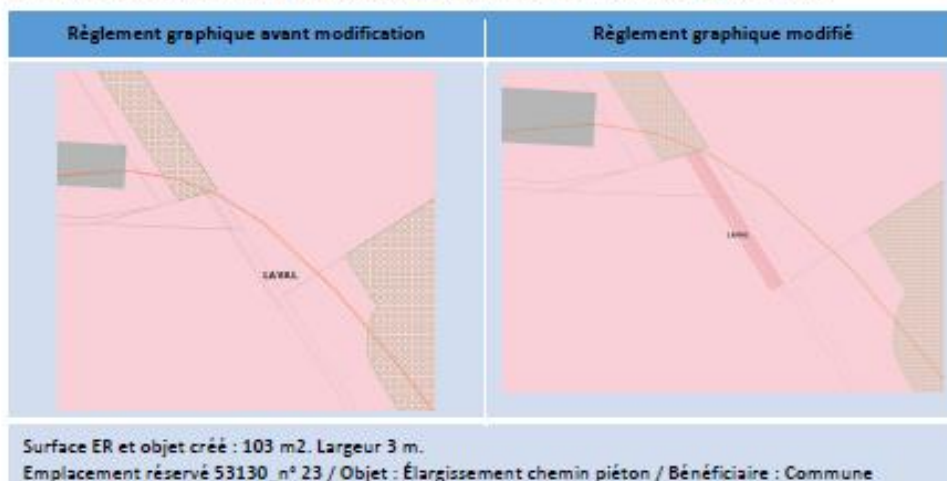 Règlement graphique avant modification
Règlement graphique modifié
LAVAL
LAVAL
Surface ER et objet créé : 103 m2. Largeur 3 m.
Emplacement réservé 53130 n° 23 / Objet : Élargissement chemin piéton / Bénéficiaire : Commune